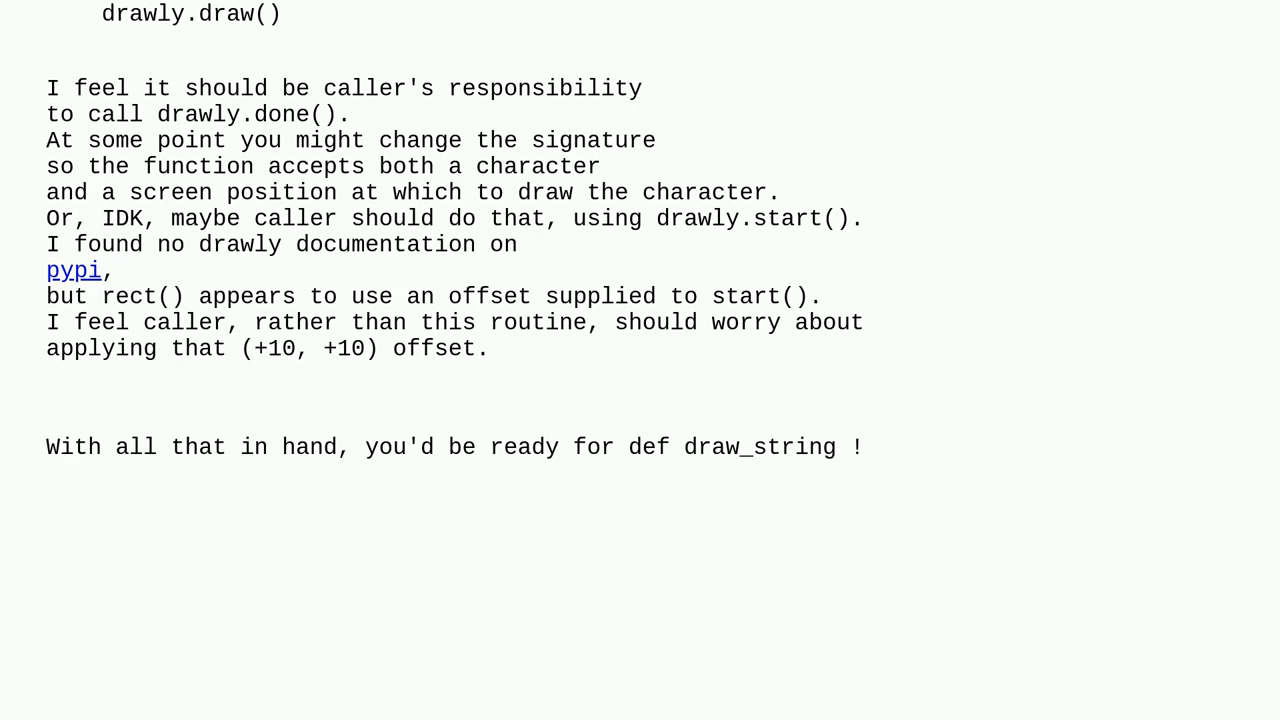 drawly.draw()
I feel it should be caller's responsibility
to call drawly.done().
At some point you might change the signature
so the function accepts both a character
and a screen position at which to draw the character.
Or, IDK, maybe caller should do that, using drawly.start().
I found no drawly documentation on
pypi,
but rect() appears to use an offset supplied to start().
I feel caller, rather than this routine, should worry about
applying that (+10, +10) offset.
With all that in hand, you'd be ready for def draw_string !